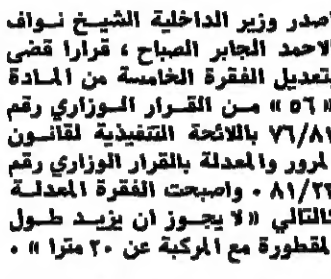 اصدر وزير الداخلية الشيخ نواف
الاحمد الجابر الصباح ، قرارا قضى
بتعديل الفقرة الخامسة من المادة
« ٥٦ » من القرار الوزاري رقم
٧٦/٨١ باللائحة التنفيذية لقانون
المرور والمعدلة بالقرار الوزاري رقم
٨١/٢٢ . واصبحت الفقرة المعدلة
كالتالي « لا يجوز ان يزيد طول
المقطورة مع المركبة عن ٢٠ مترا » .